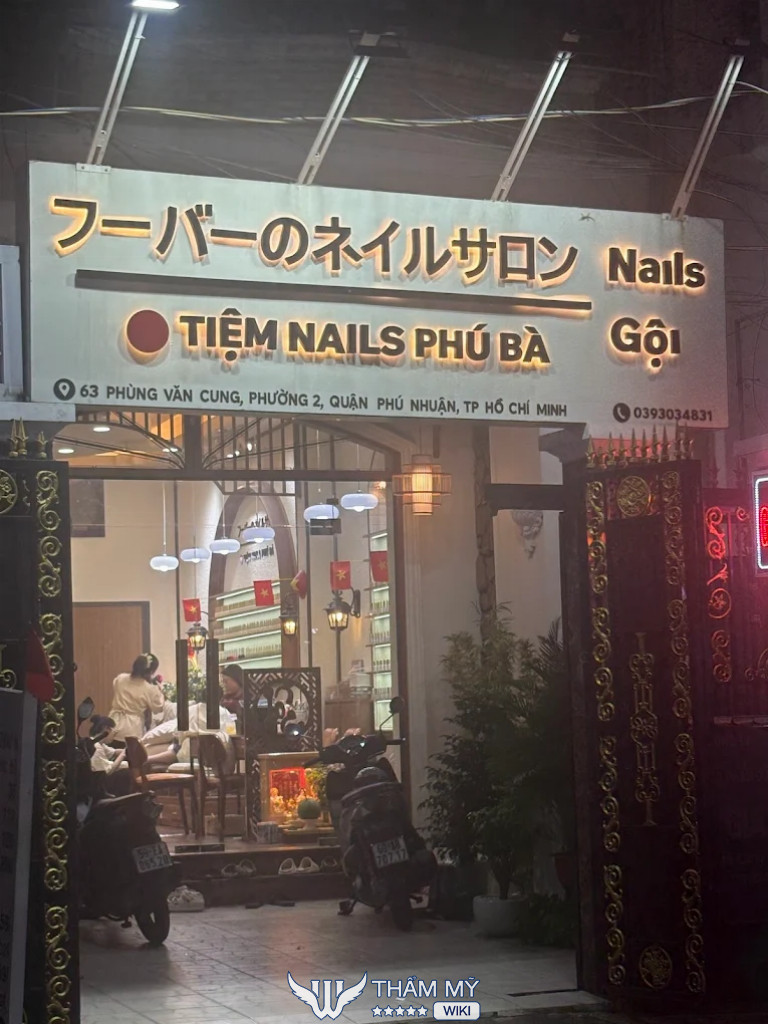 フーバーのネイルサロン
Nails
TIỆM NAILS PHÚ BÀ
Gội
63 PHÙNG VĂN CUNG, PHƯỜNG 2, QUẬN PHÚ NHUẬN, TP HỒ CHÍ MINH
0393034831
THẨM MỸ
WIKI